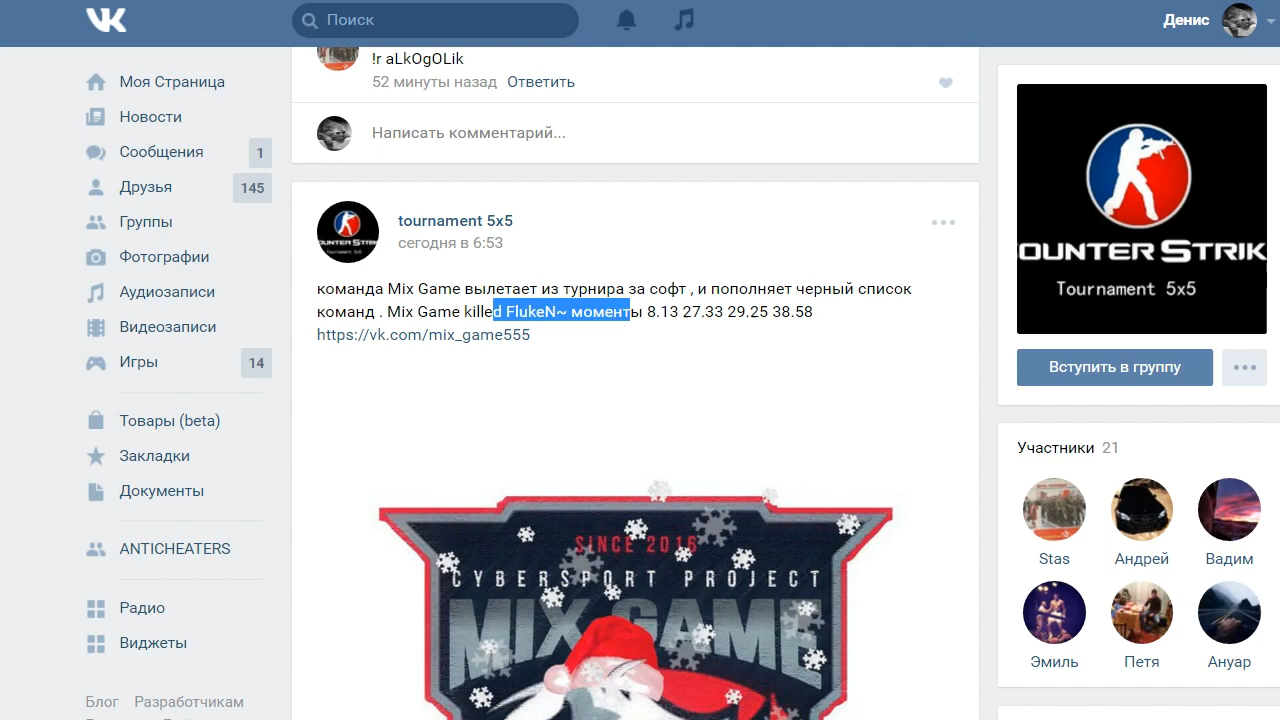 Поиск
Денис
Моя Страница
Новости
Сообщения
1
Друзья
145
Группы
Фотографии
Аудиозаписи
Видеозаписи
Игры
14
Товары (beta)
Закладки
Документы
ANTICHEATERS
Радио
Виджеты
Блог Разработчикам
!r aLkOgOLik
52 минуты назад Ответить
Написать комментарий...
tournament 5x5
сегодня в 6:53
команда Mix Game вылетает из турнира за софт , и пополняет черный список
команд . Mix Game killed FlukeN~ моменты 8.13 27.33 29.25 38.58
https://vk.com/mix_game555
SINCE 2016
CYBERSPORT PROJECT
MIX GAME
OUNTER STRIK
Tournament 5x5
OUNTER STRIK
Tournament 5x5
Вступить в группу
Участники 21
Stas Андрей Вадим
Эмиль Петя Ануар